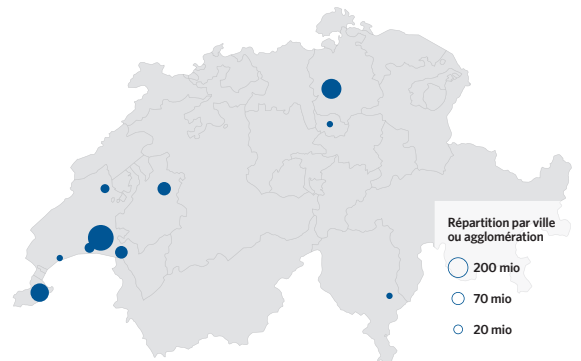 Répartition par ville
ou agglomération
200 mio
70 mio
20 mio